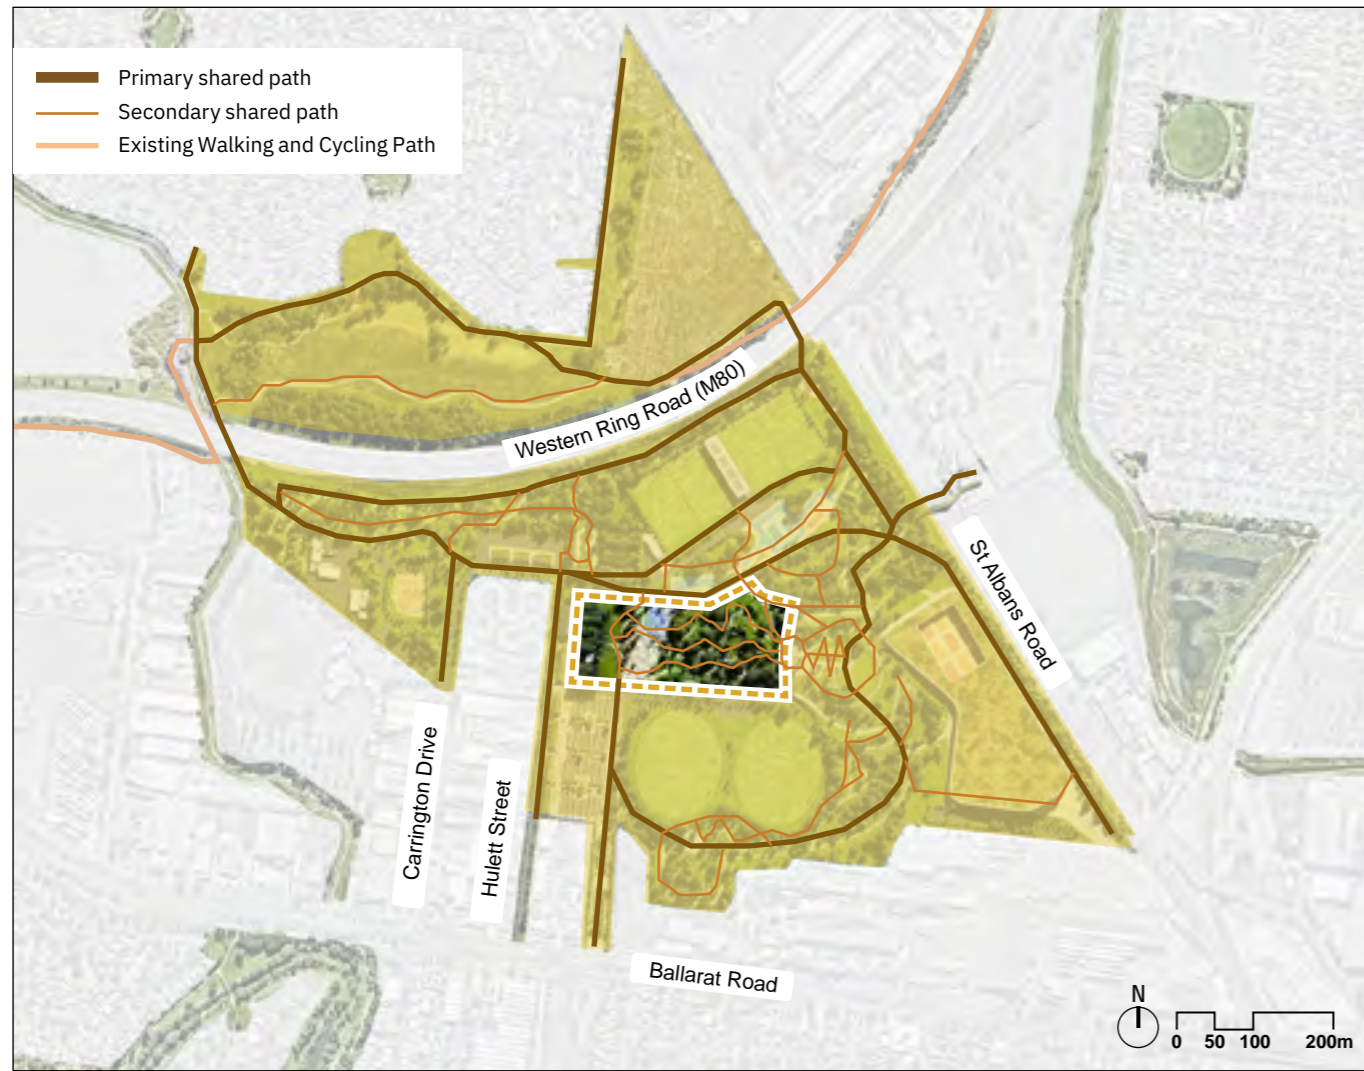 Primary shared path
Secondary shared path
Existing Walking and Cycling Path
Western Ring Road (M80)
St Albans Road
Carrington Drive
Hulett Street
Ballarat Road
N
0 50 100 200m